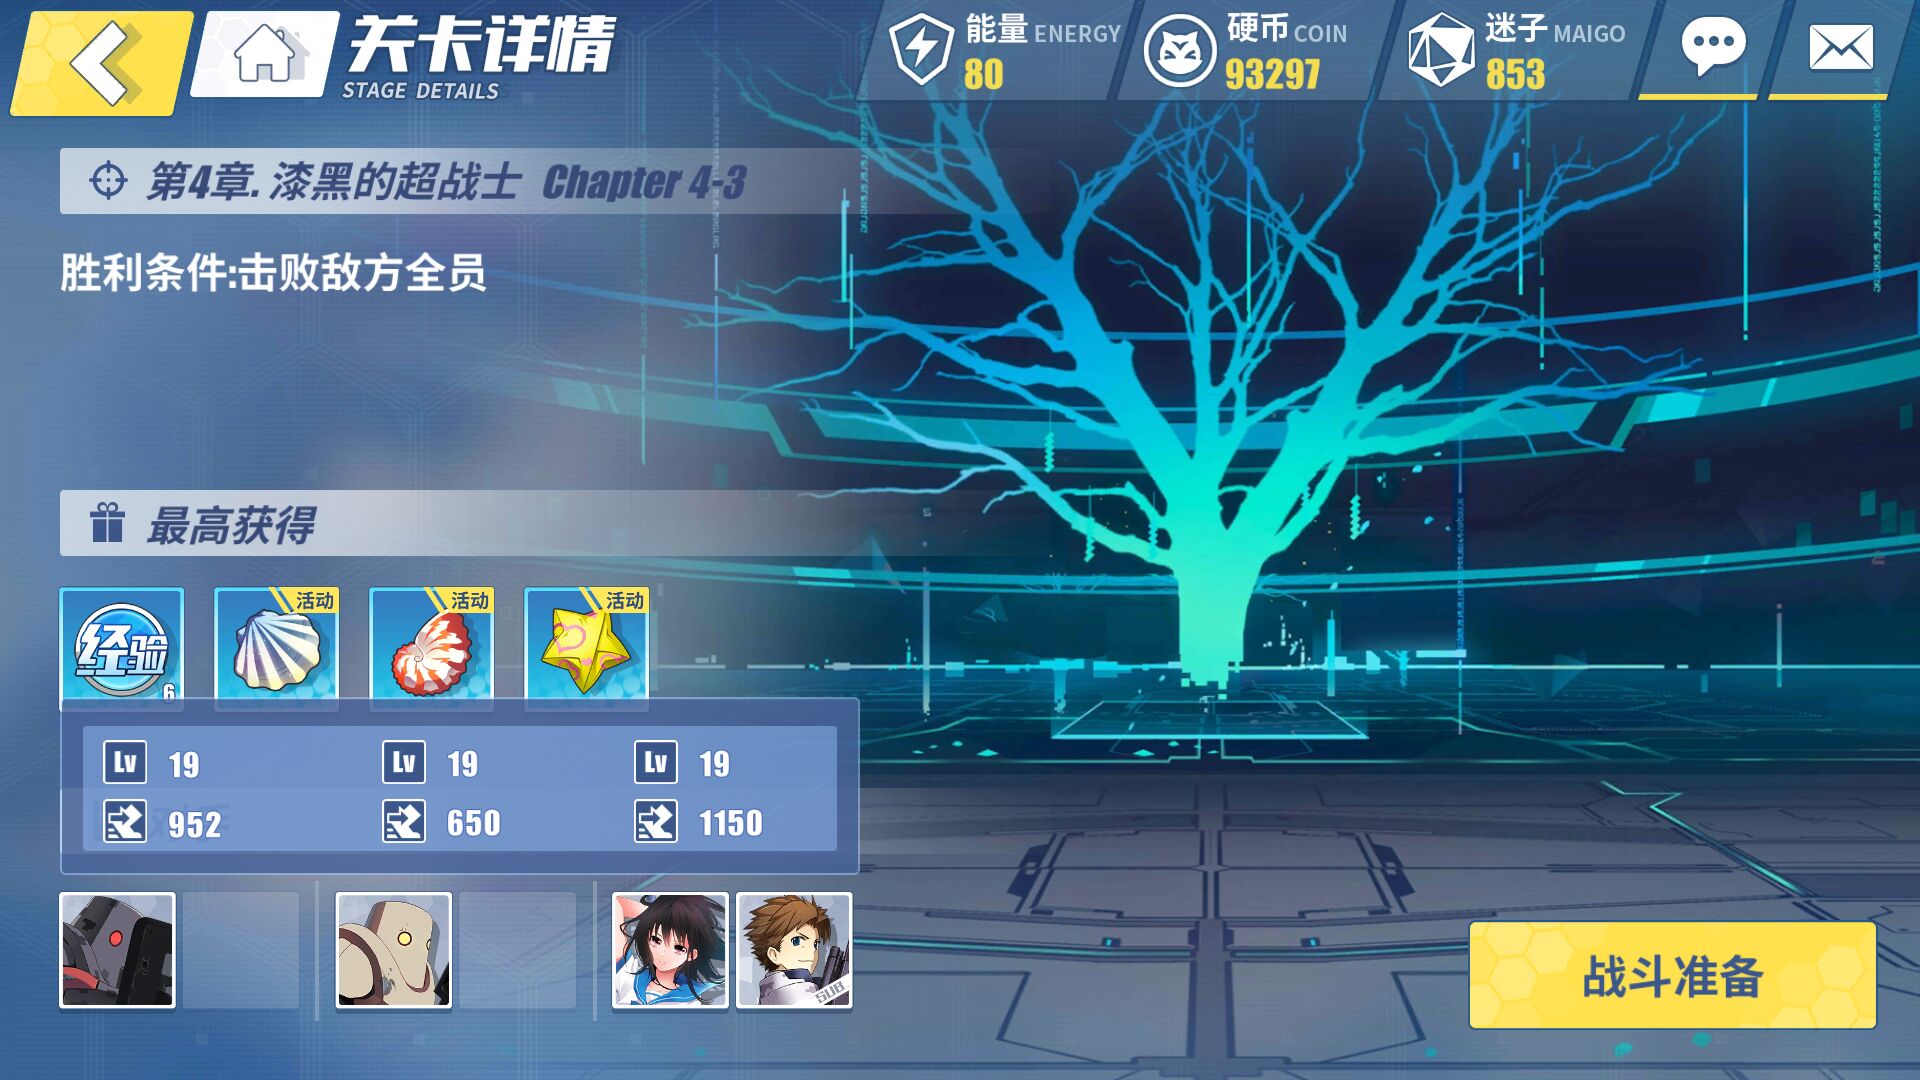 关卡详情
STAGE DETAILS
能量 ENERGY
80
硬币 COIN
93297
迷子 MAIGO
853
第4章. 漆黑的超战士 Chapter 4-3
胜利条件:击败敌方全员
最高获得
经验
6
活动
活动
活动
Lv 19
Lv 19
Lv 19
952
650
1150
SUB
战斗准备